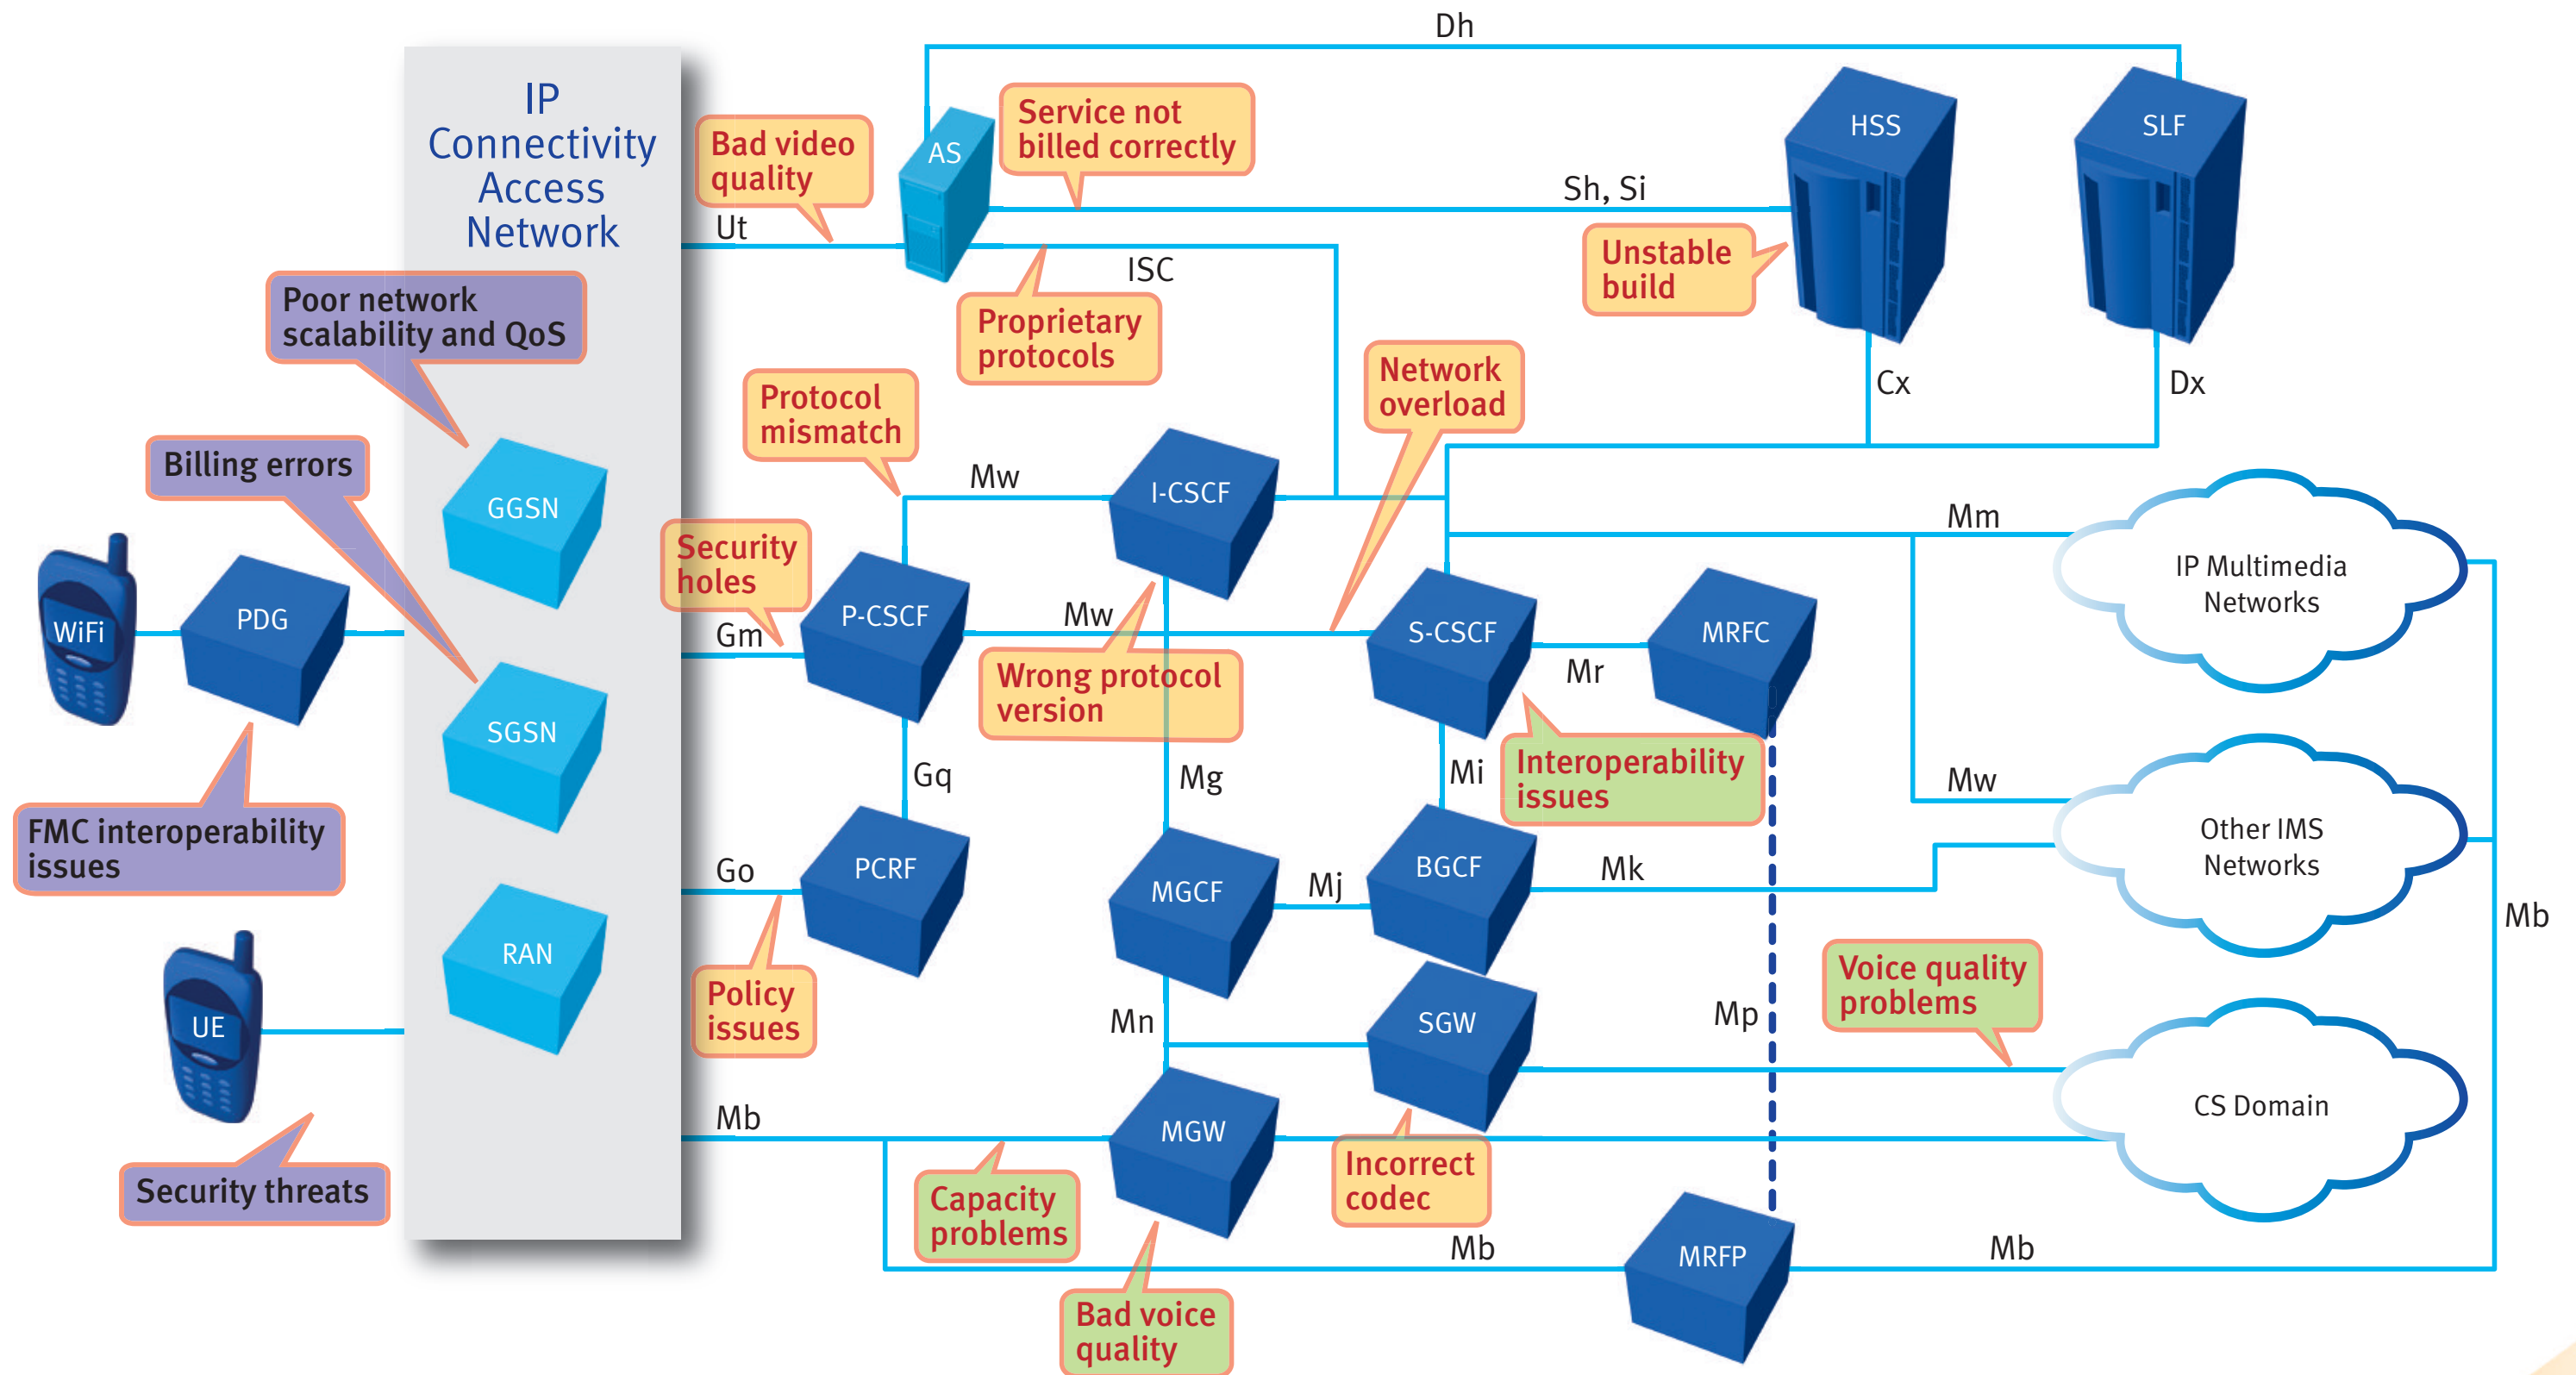 Dh
IP
Connectivity
Access
Network
Bad video
quality
AS
Service not
billed correctly
HSS
SLF
Sh, Si
Ut
ISC
Unstable
build
Poor network
scalability and QoS
Proprietary
protocols
Network
overload
Cx
Dx
Protocol
mismatch
Billing errors
Mw
I-CSCF
GGSN
Mm
IP Multimedia
Networks
Security
holes
WiFi
PDG
Gm
P-CSCF
Mw
S-CSCF
MRFC
Mr
Wrong protocol
version
SGSN
Gq
Mg
Mi
Interoperability
issues
Mw
FMC interoperability
issues
Other IMS
Networks
Go
PCRF
MGCF
Mj
BGCF
Mk
Mb
RAN
Policy
issues
Voice quality
problems
UE
Mn
SGW
Mp
CS Domain
Mb
MGW
Security threats
Capacity
problems
Incorrect
codec
Mb
MRFP
Mb
Bad voice
quality